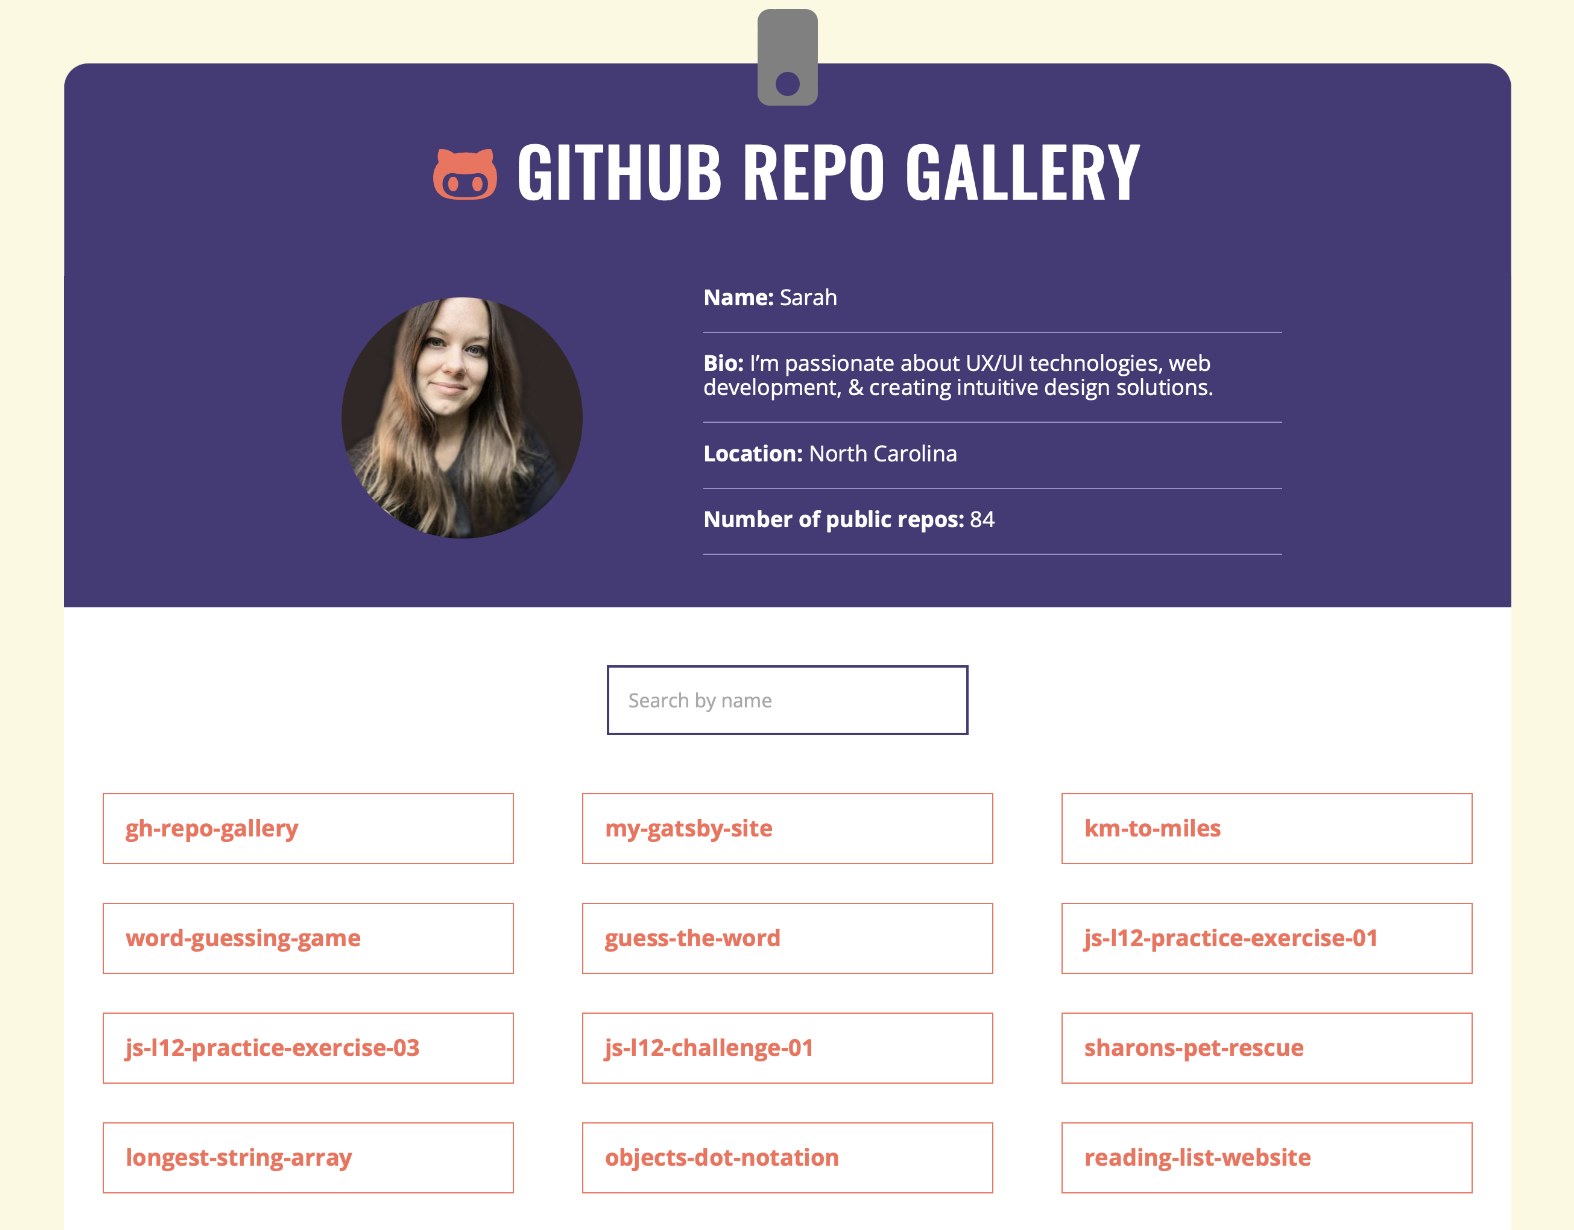 GITHUB REPO GALLERY
Name: Sarah
Bio: I'm passionate about UX/UI technologies, web
development, & creating intuitive design solutions.
Location: North Carolina
Number of public repos: 84
Search by name
gh-repo-gallery
my-gatsby-site
km-to-miles
word-guessing-game
guess-the-word
js-l12-practice-exercise-01
js-l12-practice-exercise-03
js-l12-challenge-01
sharons-pet-rescue
longest-string-array
objects-dot-notation
reading-list-website